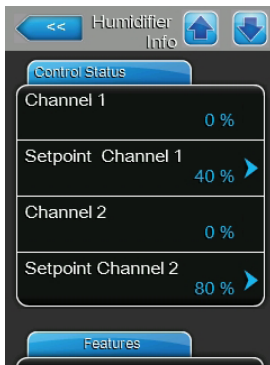 << Humidifier
Info
Control Status
Channel 1
0 %
Setpoint Channel 1
40 %
Channel 2
0 %
Setpoint Channel 2
80 %
Features